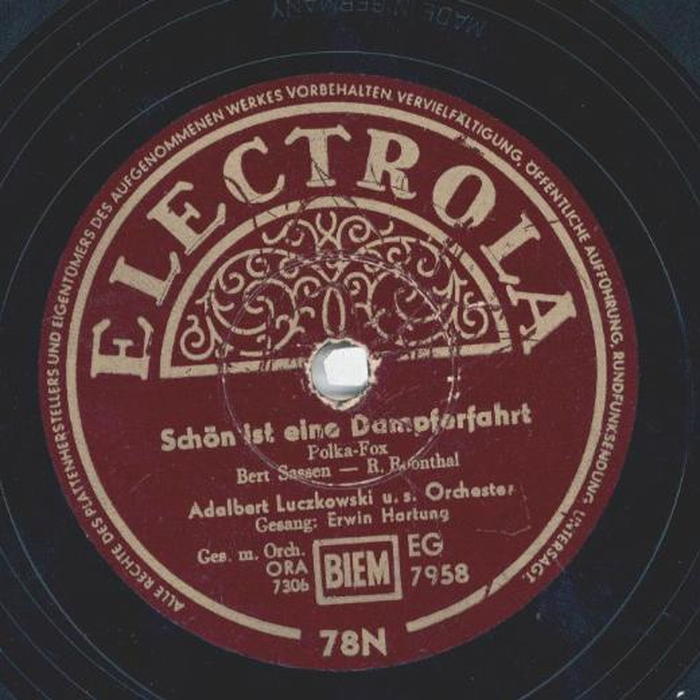 MADE IN GERMANY
ALLE RECHTE DES PLATTENHERSTELLERS UND EIGENTÜMERS DES AUFGENOMMENEN WERKES VORBEHALTEN. VERVIELFÄLTIGUNG, ÖFFENTLICHE AUFFÜHRUNG, RUNDFUNKSENDUNG UNTERSAGT.
ELECTROLA
Schön ist eine Dampferfahrt
Polka-Fox
Bert Sassen — R. Roonthal
Adalbert Luczkowski u. s. Orchester
Gesang: Erwin Hartung
Ges. m. Orch.
ORA
7306
BIEM
EG
7958
78N